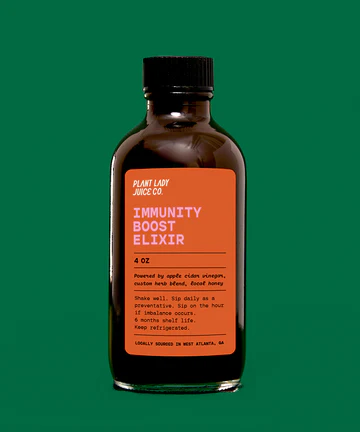 PLANT LADY
JUICE CO.
IMMUNITY
BOOST
ELIXIR
4 OZ
Powered by apple cider vinegar,
custom herb blend, local honey
Shake well. Sip daily as a
preventative. Sip on the hour
if imbalance occurs.
6 months shelf life.
Keep refrigerated.
LOCALLY SOURCED IN WEST ATLANTA, GA